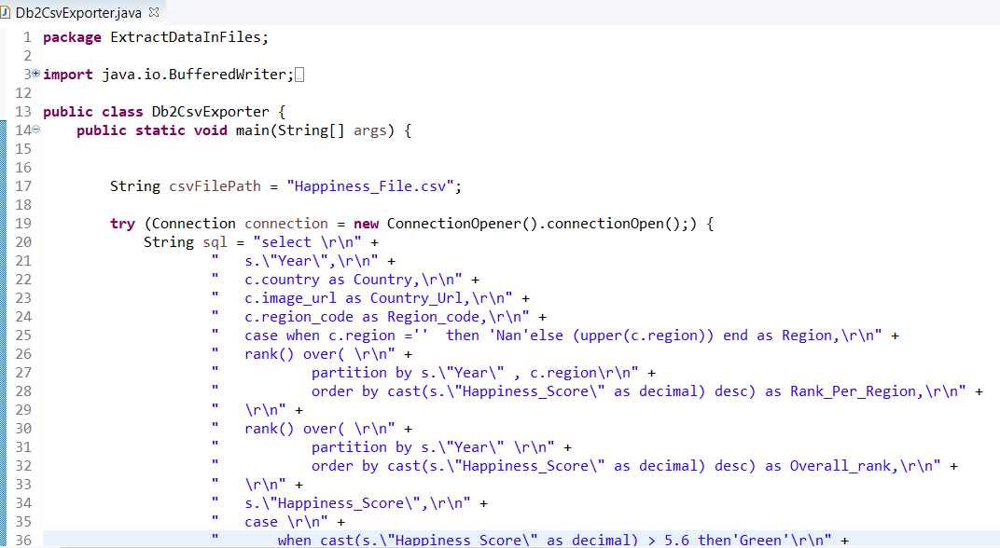 Db2CsvExporter.java
1 package ExtractDataInFiles;
2
3 import java.io.BufferedWriter;
12
13 public class Db2CsvExporter {
14 public static void main(String[] args) {
15
16
17 String csvFilePath = "Happiness_File.csv";
18
19 try (Connection connection = new ConnectionOpener().connectionOpen();) {
20 String sql = "select \r\n" +
21 "   s.\"Year\",\r\n" +
22 "   c.country as Country,\r\n" +
23 "   c.image_url as Country_Url,\r\n" +
24 "   c.region_code as Region_code,\r\n" +
25 "   case when c.region =''  then 'Nan'else (upper(c.region)) end as Region,\r\n" +
26 "   rank() over( \r\n" +
27 "           partition by s.\"Year\" , c.region\r\n" +
28 "           order by cast(s.\"Happiness_Score\" as decimal) desc) as Rank_Per_Region,\r\n" +
29 "   \r\n" +
30 "   rank() over( \r\n" +
31 "           partition by s.\"Year\" \r\n" +
32 "           order by cast(s.\"Happiness_Score\" as decimal) desc) as Overall_rank,\r\n" +
33 "   \r\n" +
34 "   s.\"Happiness_Score\",\r\n" +
35 "   case \r\n" +
36 "       when cast(s.\"Happiness_Score\" as decimal) > 5.6 then'Green'\r\n" +